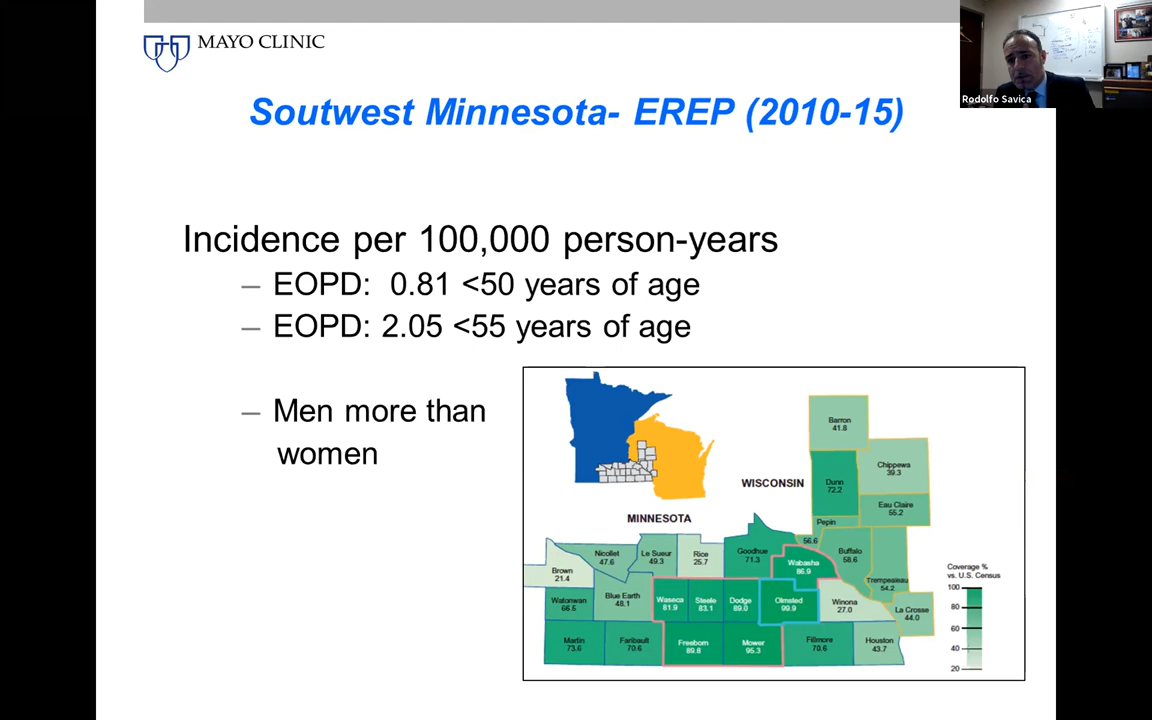 MAYO CLINIC
Rodolfo Savica
Soutwest Minnesota- EREP (2010-15)
Incidence per 100,000 person-years
– EOPD: 0.81 <50 years of age
– EOPD: 2.05 <55 years of age
– Men more than
women
WISCONSIN
MINNESOTA
Barron
41.8
Chippewa
39.3
Dunn
72.2
Eau Claire
55.2
Pepin
56.6
Buffalo
58.6
Trempealeau
54.2
La Crosse
44.0
Nicollet
47.6
Le Sueur
49.3
Rice
25.7
Goodhue
71.3
Wabasha
86.9
Brown
21.4
Watonwan
66.5
Blue Earth
48.1
Waseca
81.9
Steele
83.1
Dodge
89.0
Olmsted
99.9
Winona
27.0
Martin
73.6
Faribault
70.6
Freeborn
89.8
Mower
95.3
Fillmore
70.6
Houston
43.7
Coverage %
vs. U.S. Census
100
80
60
40
20